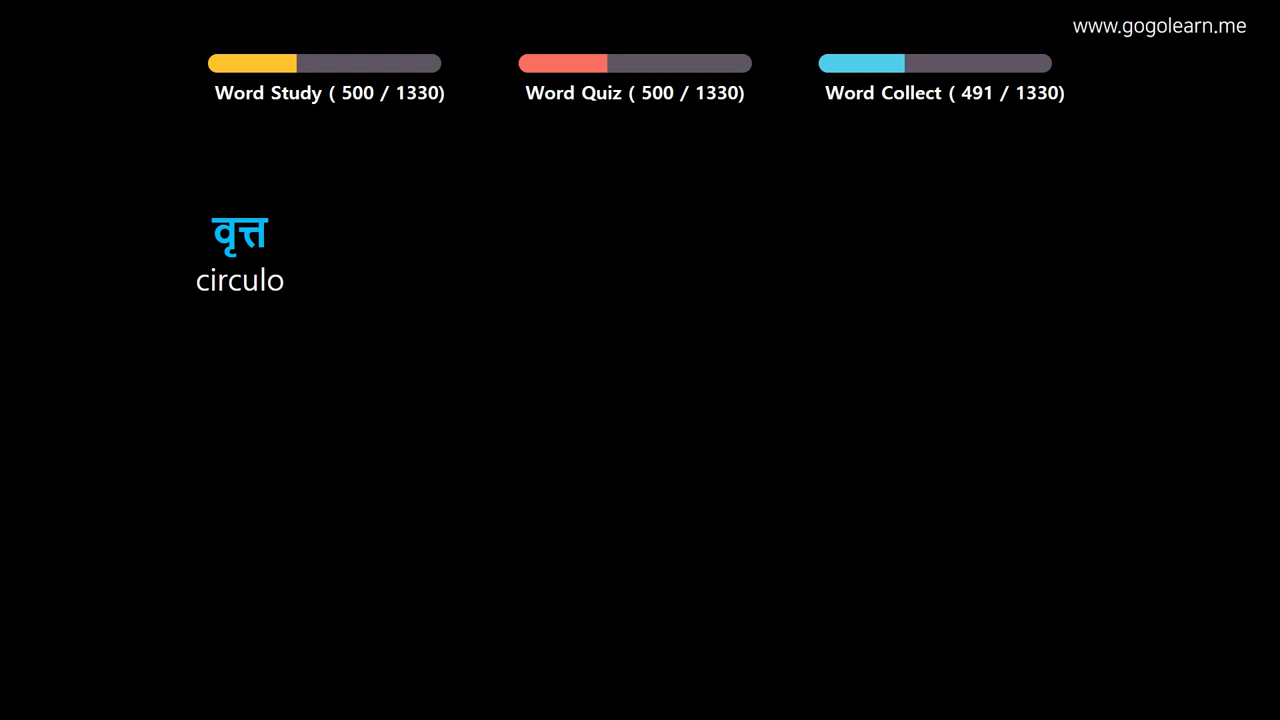 www.gogolearn.me
Word Study ( 500 / 1330)
Word Quiz ( 500 / 1330)
Word Collect ( 491 / 1330)
वृत्त
circulo